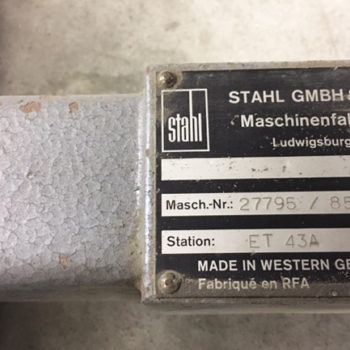 stahl
STAHL GMBH &
Maschinenfa
Ludwigsburg
Masch.-Nr.: 27795 / 85
Station: ET 43A
MADE IN WESTERN GE
Fabriqué en RFA